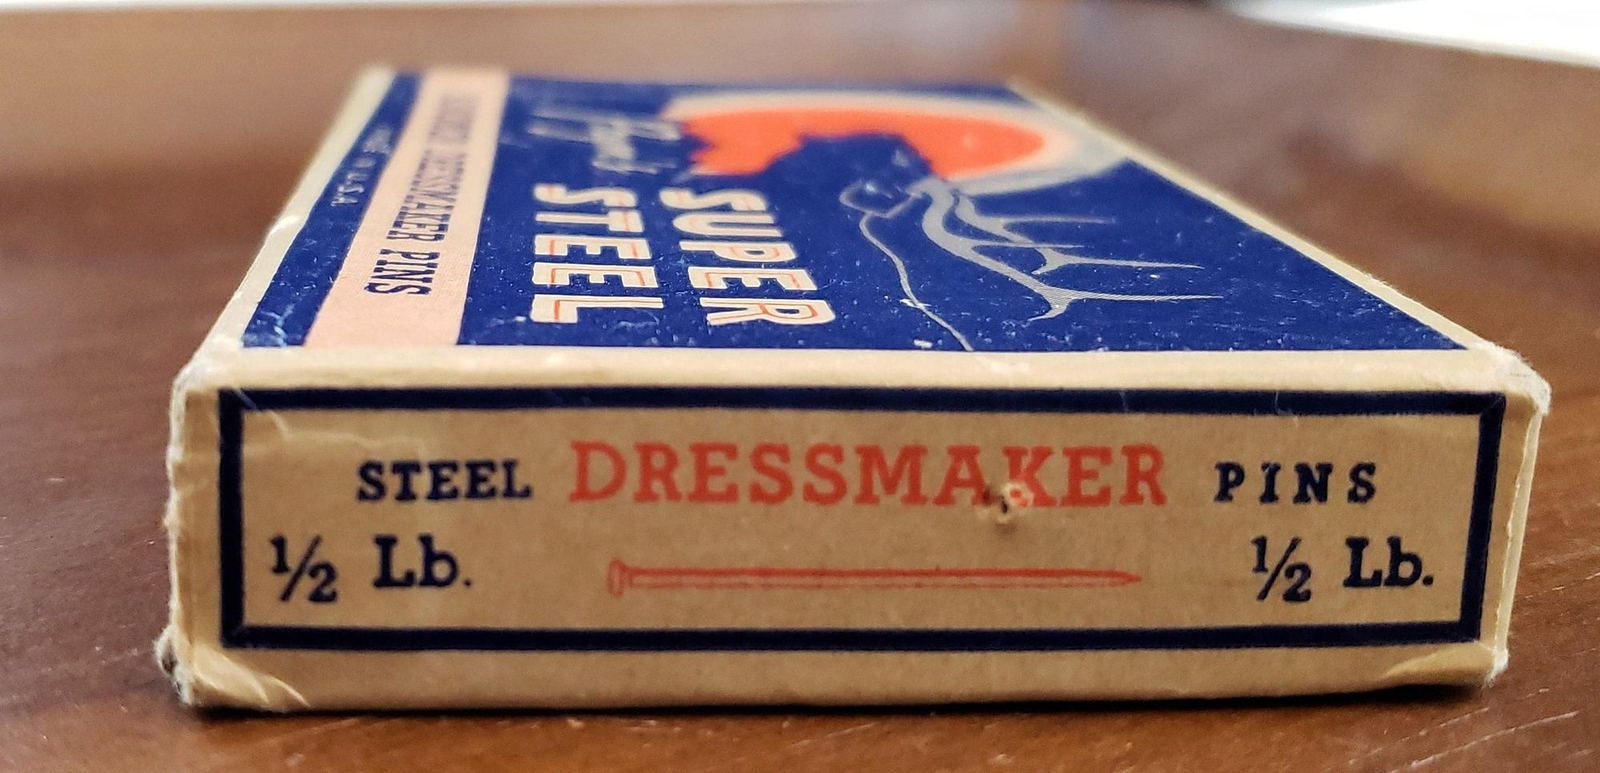 SUPER
STEEL
DRESSMAKER PINS
U.S.A.
STEEL DRESSMAKER PINS
½ Lb. ½ Lb.